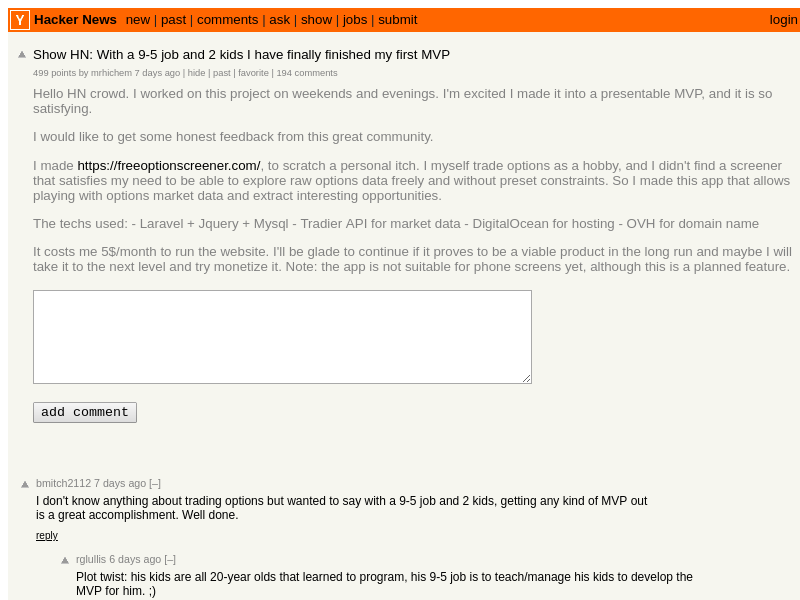 Y Hacker News new | past | comments | ask | show | jobs | submit login
Show HN: With a 9-5 job and 2 kids I have finally finished my first MVP
499 points by mrhichem 7 days ago | hide | past | favorite | 194 comments
Hello HN crowd. I worked on this project on weekends and evenings. I'm excited I made it into a presentable MVP, and it is so
satisfying.
I would like to get some honest feedback from this great community.
I made https://freeoptionscreener.com/, to scratch a personal itch. I myself trade options as a hobby, and I didn't find a screener
that satisfies my need to be able to explore raw options data freely and without preset constraints. So I made this app that allows
playing with options market data and extract interesting opportunities.
The techs used: - Laravel + Jquery + Mysql - Tradier API for market data - DigitalOcean for hosting - OVH for domain name
It costs me 5$/month to run the website. I'll be glade to continue if it proves to be a viable product in the long run and maybe I will
take it to the next level and try monetize it. Note: the app is not suitable for phone screens yet, although this is a planned feature.
add comment
bmitch2112 7 days ago [–]
I don't know anything about trading options but wanted to say with a 9-5 job and 2 kids, getting any kind of MVP out
is a great accomplishment. Well done.
reply
rglullis 6 days ago [–]
Plot twist: his kids are all 20-year olds that learned to program, his 9-5 job is to teach/manage his kids to develop the
MVP for him. ;)